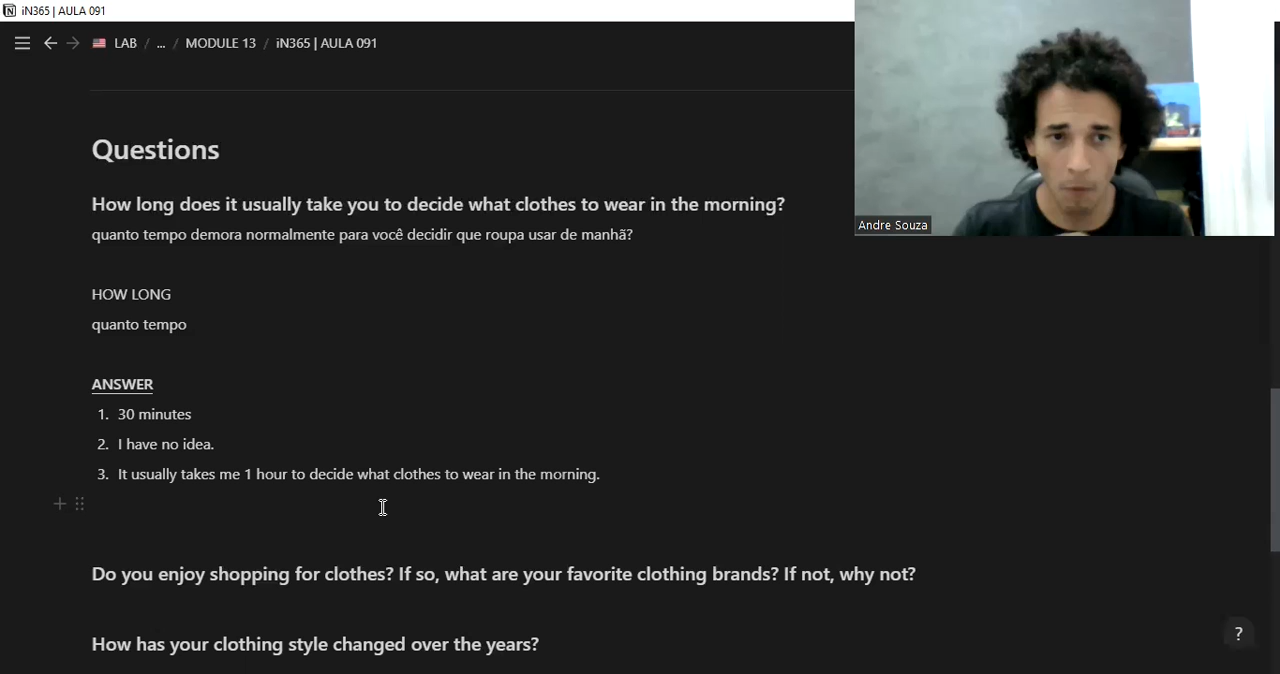 iN365 | AULA 091
LAB / ... / MODULE 13 / iN365 | AULA 091
Andre Souza
Questions
How long does it usually take you to decide what clothes to wear in the morning?
quanto tempo demora normalmente para você decidir que roupa usar de manhã?
HOW LONG
quanto tempo
ANSWER
1. 30 minutes
2. I have no idea.
3. It usually takes me 1 hour to decide what clothes to wear in the morning.
Do you enjoy shopping for clothes? If so, what are your favorite clothing brands? If not, why not?
How has your clothing style changed over the years?
?